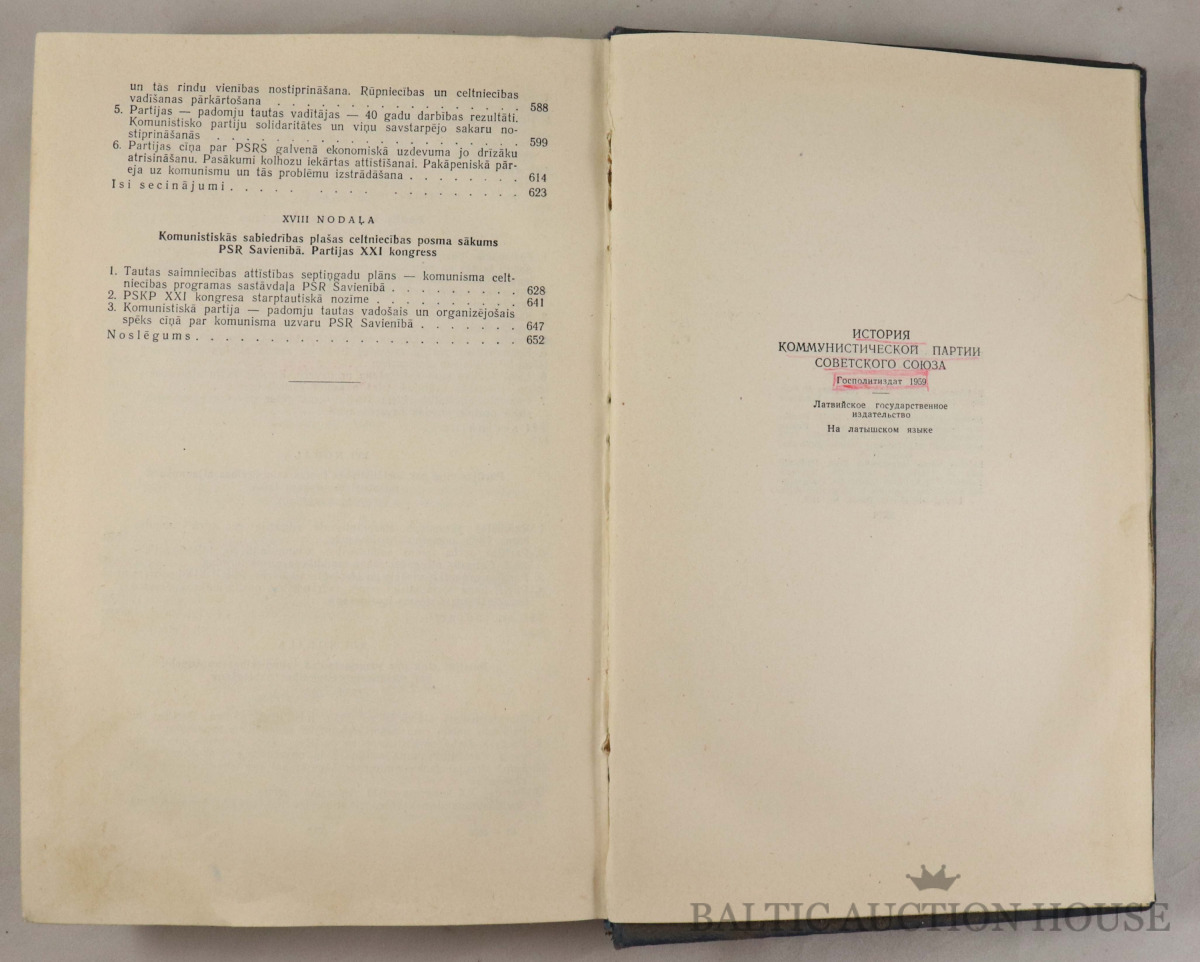 un tās rindu vienības nostiprināšana. Rūpniecības un celtniecības
vadīšanas pārkārtošana . . . . . . . . . . . . . . . . 588
5. Partijas — padomju tautas vadītājas — 40 gadu darbības rezultāti.
Komunistisko partiju solidaritātes un viņu savstarpējo sakaru no-
stiprināšanās . . . . . . . . . . . . . . . . . . . . 599
6. Partijas cīņa par PSRS galvenā ekonomiskā uzdevuma jo drīzāku
atrisināšanu. Pasākumi kolhozu iekārtas attīstīšanai. Pakāpeniskā pār-
eja uz komunismu un tās problēmu izstrādāšana . . . . . . . . 614
Īsi secinājumi . . . . . . . . . . . . . . . . . . 623
XVIII NODAĻA
Komunistiskās sabiedrības plašas celtniecības posma sākums
PSR Savienībā. Partijas XXI kongress
1. Tautas saimniecības attīstības septiņgadu plāns — komunisma celt-
niecības programas sastāvdaļa PSR Savienībā . . . . . . . . . 628
2. PSKP XXI kongresa starptautiskā nozīme . . . . . . . . . . 641
3. Komunistiskā partija — padomju tautas vadošais un organizējošais
spēks cīņā par komunisma uzvaru PSR Savienībā . . . . . . . 647
Noslēgums . . . . . . . . . . . . . . . . . . . . . . 652
ИСТОРИЯ
КОММУНИСТИЧЕСКОЙ ПАРТИИ
СОВЕТСКОГО СОЮЗА
Госполитиздат 1959
Латвийское государственное
издательство
На латышском языке
BALTIC AUCTION HOUSE